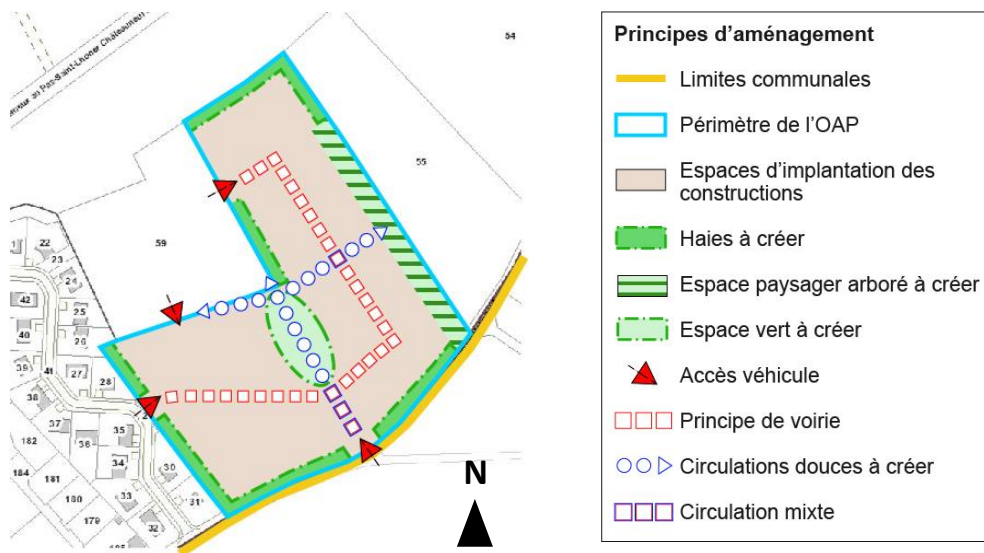 54
55
59
22
23
24
42
25
40
26
39
41
27
28
38
37
35
182
36
34
30
184
181
33
31
180
179
32
N
Principes d’aménagement
Limites communales
Périmètre de l’OAP
Espaces d’implantation des
constructions
Haies à créer
Espace paysager arboré à créer
Espace vert à créer
Accès véhicule
Principe de voirie
Circulations douces à créer
Circulation mixte